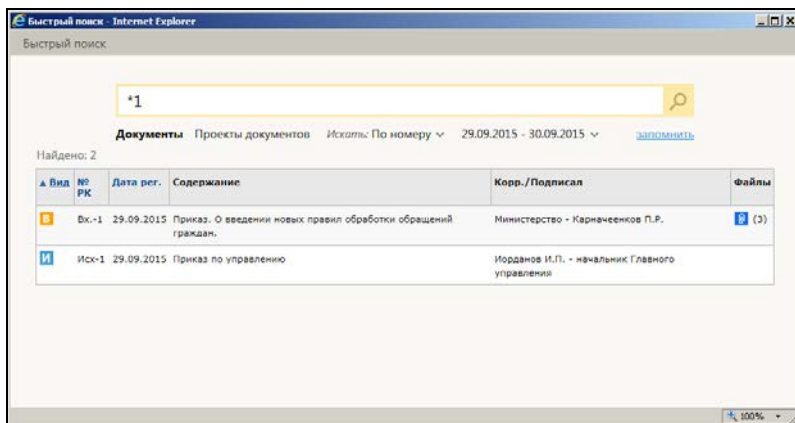 Быстрый поиск - Internet Explorer
Быстрый поиск
*1
Документы Проекты документов Искать: По номеру 29.09.2015 - 30.09.2015 запомнить
Найдено: 2
▲ Вид № РК Дата рег. Содержание Корр./Подписал Файлы
В Вх.-1 29.09.2015 Приказ. О введении новых правил обработки обращений Министерство - Карначеенков П.Р. (3)
граждан.
И Исх-1 29.09.2015 Приказ по управлению Иорданов И.П. - начальник Главного
управления
100%